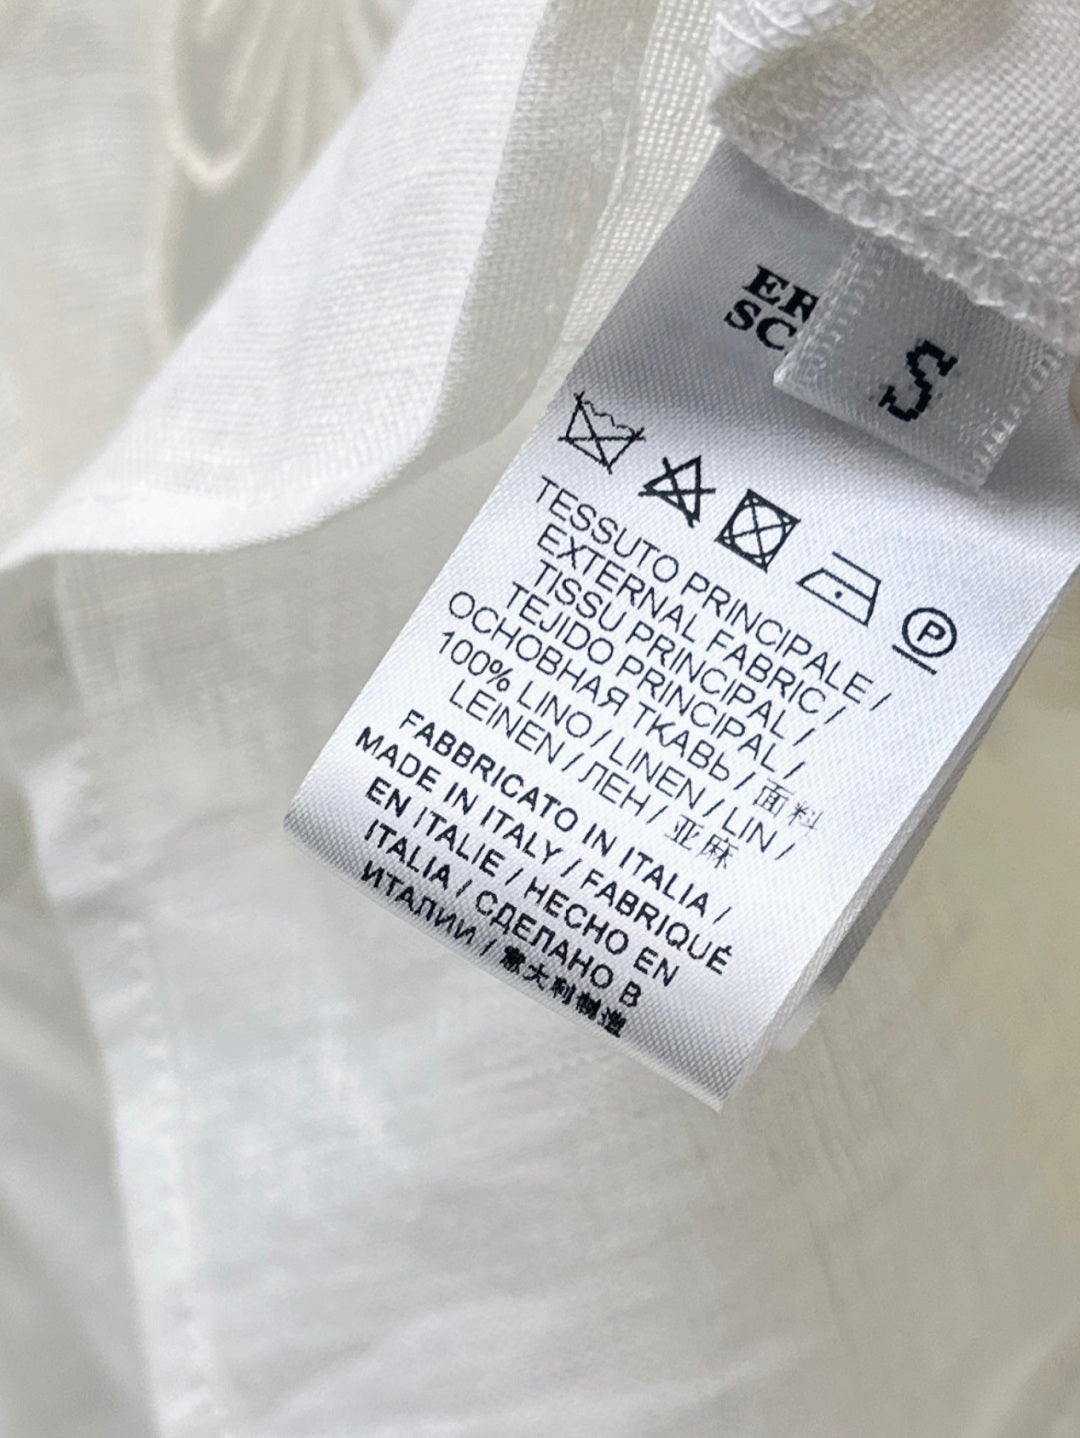 S
TESSUTO PRINCIPALE /
EXTERNAL FABRIC /
TISSU PRINCIPAL /
TEJIDO PRINCIPAL /
ОСНОВНАЯ ТКАВЬ / 面料
100% LINO / LINEN / LIN /
LEINEN / ЛЕН / 亚麻
FABBRICATO IN ITALIA /
MADE IN ITALY / FABRIQUÉ
EN ITALIE / HECHO EN
ITALIA / СДЕЛАНО В
ИТАЛИИ / 意大利制造
P